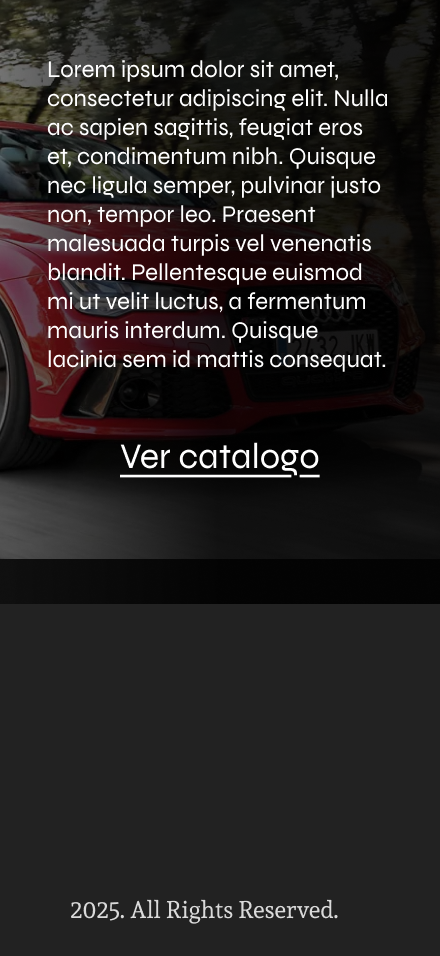 Lorem ipsum dolor sit amet,
consectetur adipiscing elit. Nulla
ac sapien sagittis, feugiat eros
et, condimentum nibh. Quisque
nec ligula semper, pulvinar justo
non, tempor leo. Praesent
malesuada turpis vel venenatis
blandit. Pellentesque euismod
mi ut velit luctus, a fermentum
mauris interdum. Quisque
lacinia sem id mattis consequat.
Ver catalogo
2025. All Rights Reserved.